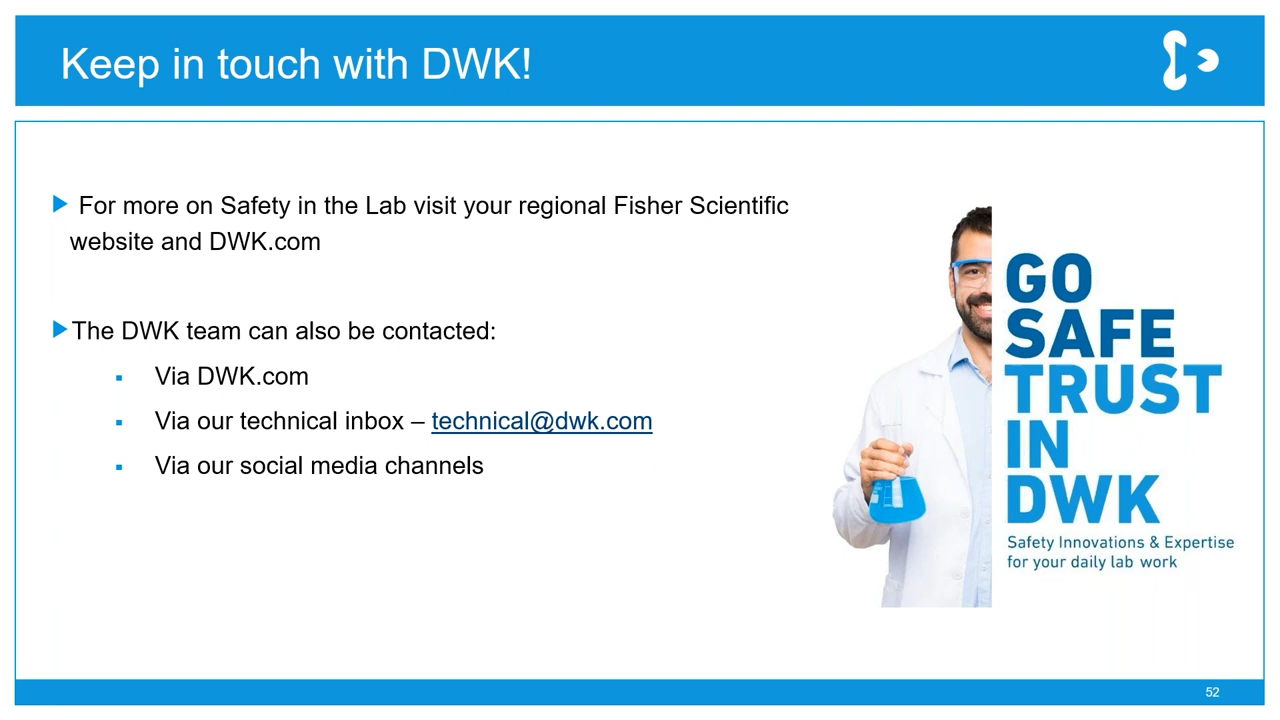 Keep in touch with DWK!
For more on Safety in the Lab visit your regional Fisher Scientific
website and DWK.com
The DWK team can also be contacted:
Via DWK.com
Via our technical inbox – technical@dwk.com
Via our social media channels
GO
SAFE
TRUST
IN
DWK
Safety Innovations & Expertise
for your daily lab work
52